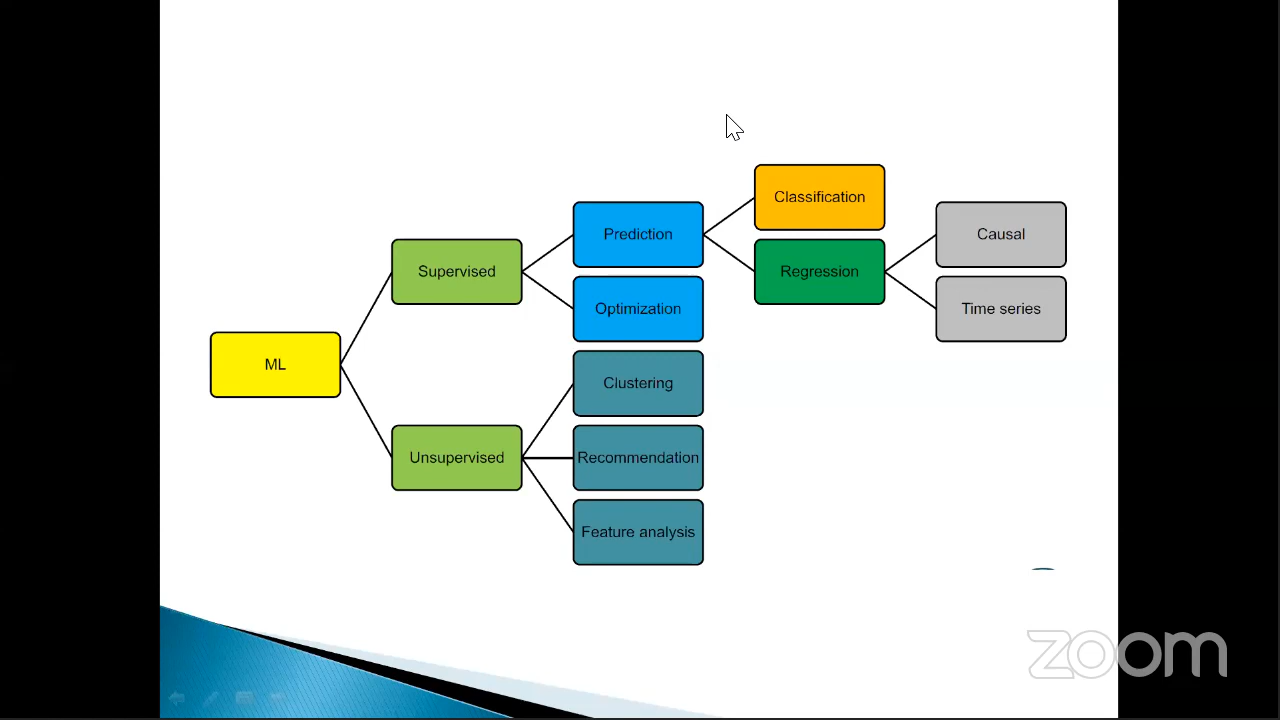 ML
Supervised
Unsupervised
Prediction
Optimization
Clustering
Recommendation
Feature analysis
Classification
Regression
Causal
Time series
zoom